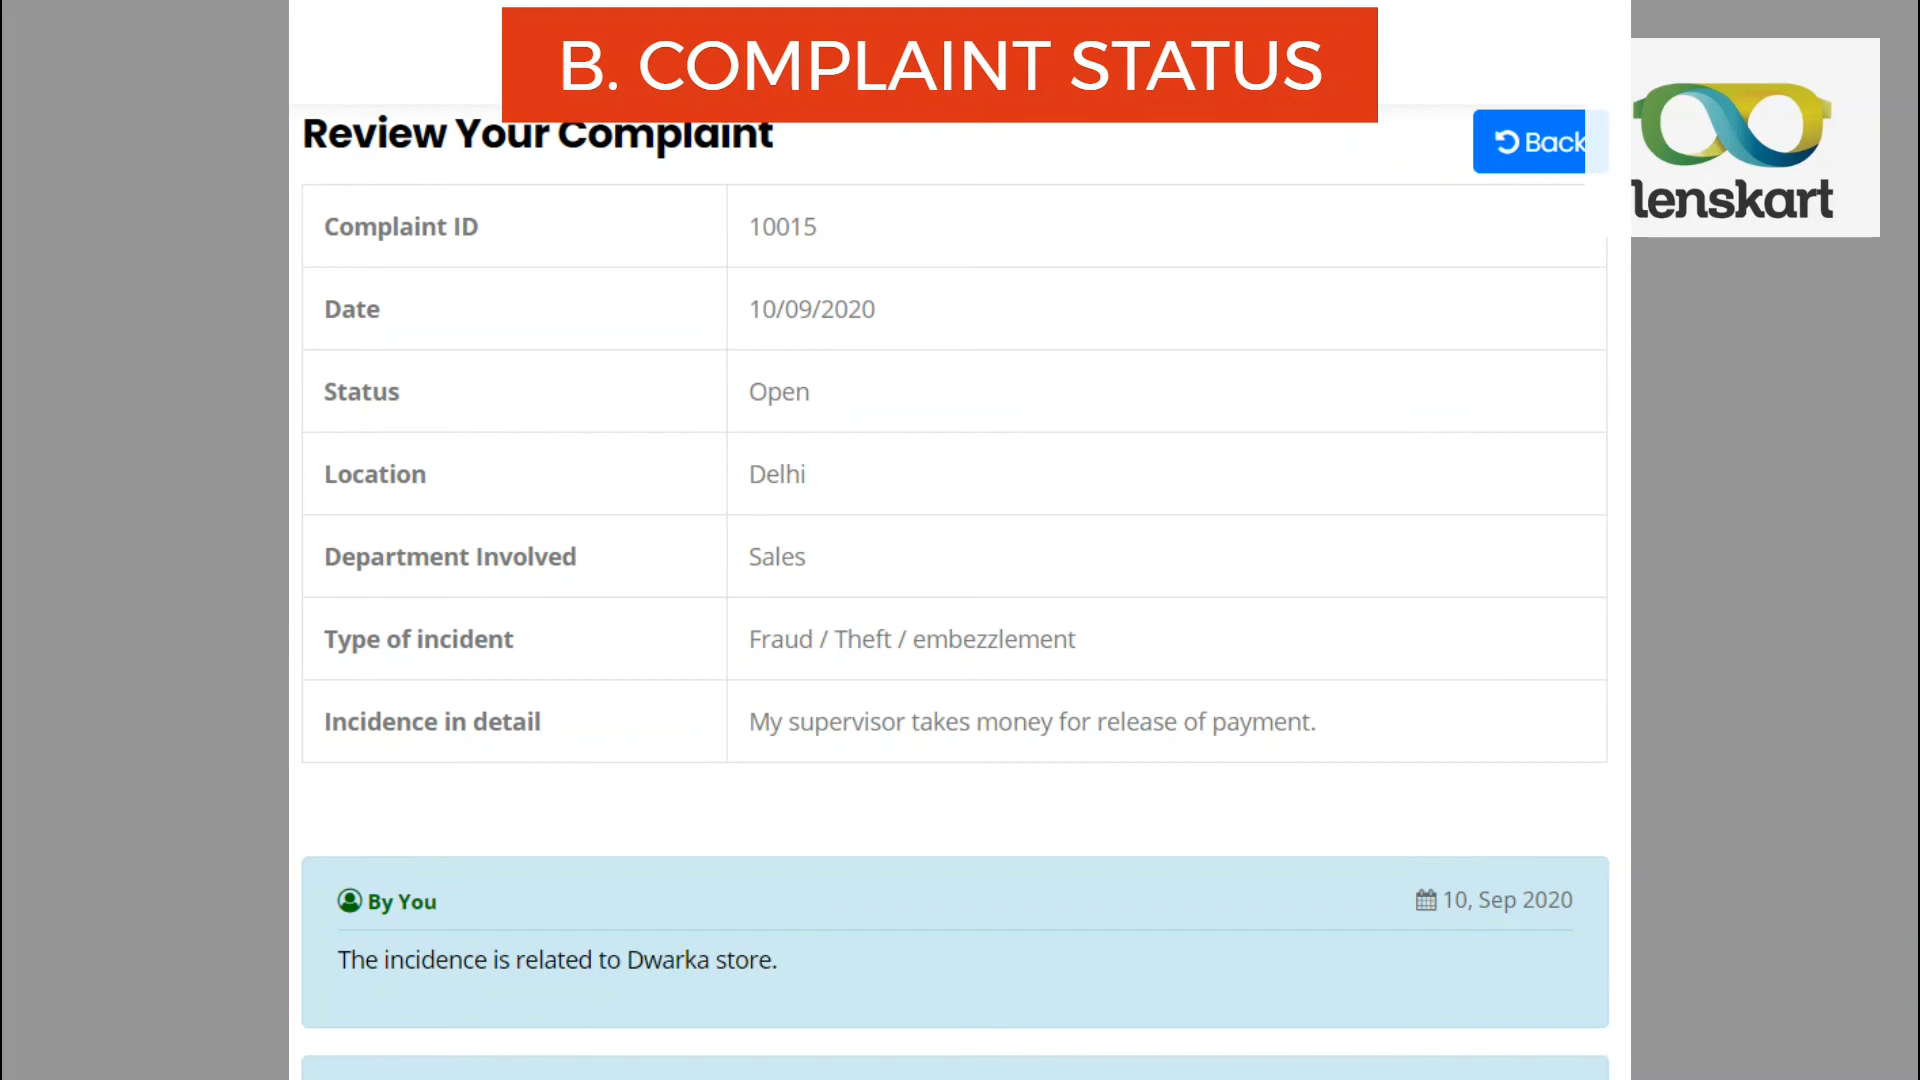 B. COMPLAINT STATUS
Review Your Complaint
Back
lenskart
Complaint ID 10015
Date 10/09/2020
Status Open
Location Delhi
Department Involved Sales
Type of incident Fraud / Theft / embezzlement
Incidence in detail My supervisor takes money for release of payment.
By You 10, Sep 2020
The incidence is related to Dwarka store.